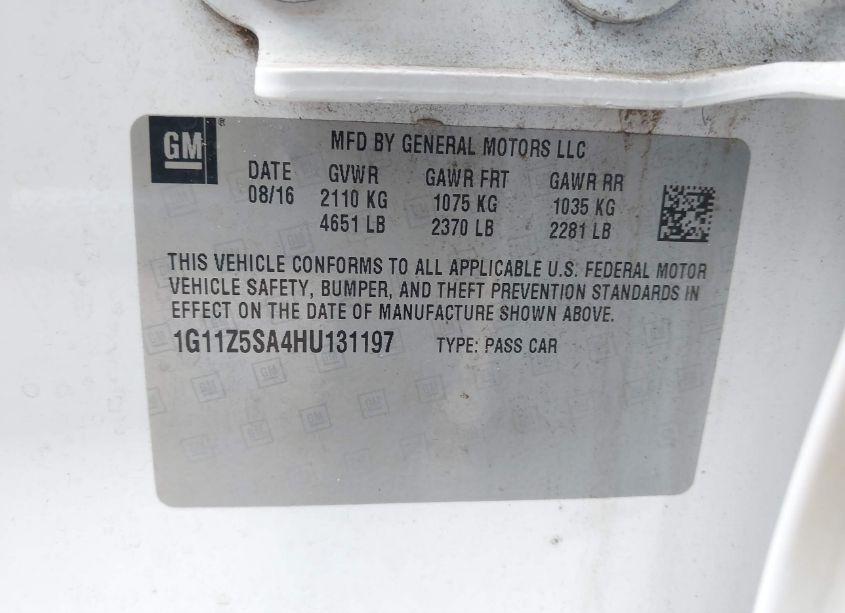 GM
MFD BY GENERAL MOTORS LLC
DATE GVWR GAWR FRT GAWR RR
08/16 2110 KG 1075 KG 1035 KG
4651 LB 2370 LB 2281 LB
THIS VEHICLE CONFORMS TO ALL APPLICABLE U.S. FEDERAL MOTOR
VEHICLE SAFETY, BUMPER, AND THEFT PREVENTION STANDARDS IN
EFFECT ON THE DATE OF MANUFACTURE SHOWN ABOVE.
1G11Z5SA4HU131197 TYPE: PASS CAR